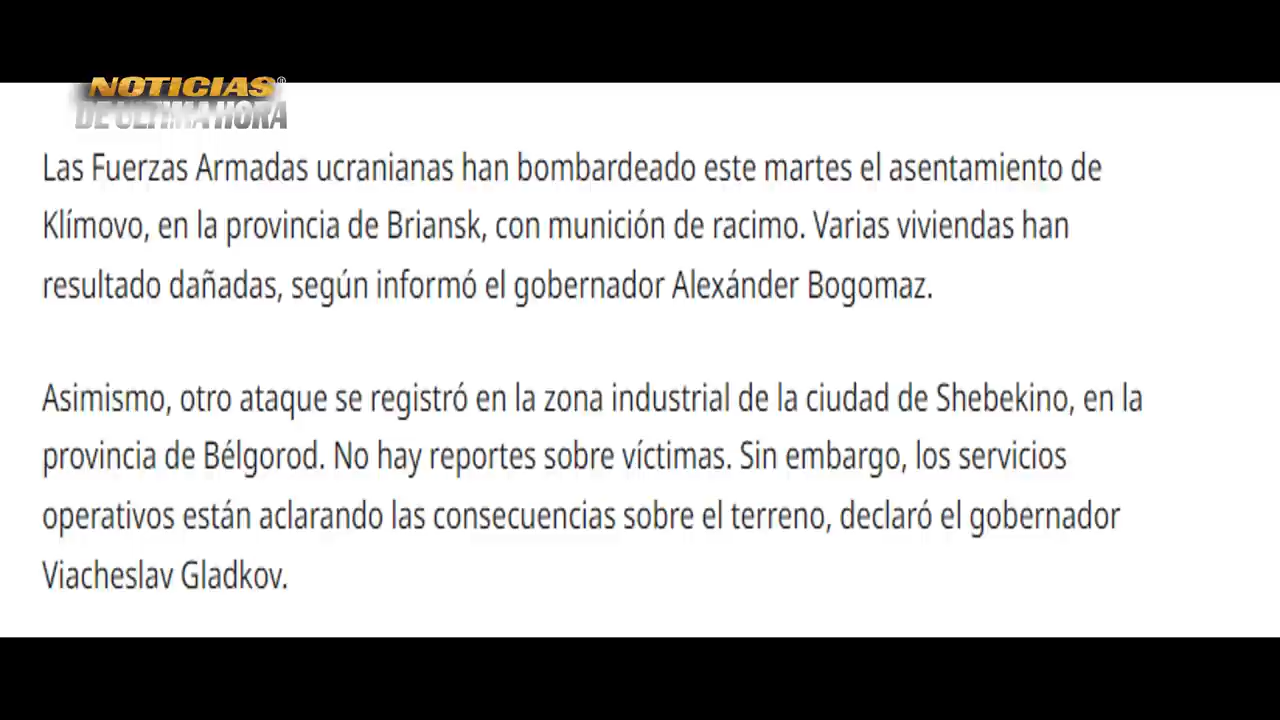 NOTICIAS®
DE ÚLTIMA HORA
Las Fuerzas Armadas ucranianas han bombardeado este martes el asentamiento de
Klímovo, en la provincia de Briansk, con munición de racimo. Varias viviendas han
resultado dañadas, según informó el gobernador Alexánder Bogomaz.
Asimismo, otro ataque se registró en la zona industrial de la ciudad de Shebekino, en la
provincia de Bélgorod. No hay reportes sobre víctimas. Sin embargo, los servicios
operativos están aclarando las consecuencias sobre el terreno, declaró el gobernador
Viacheslav Gladkov.